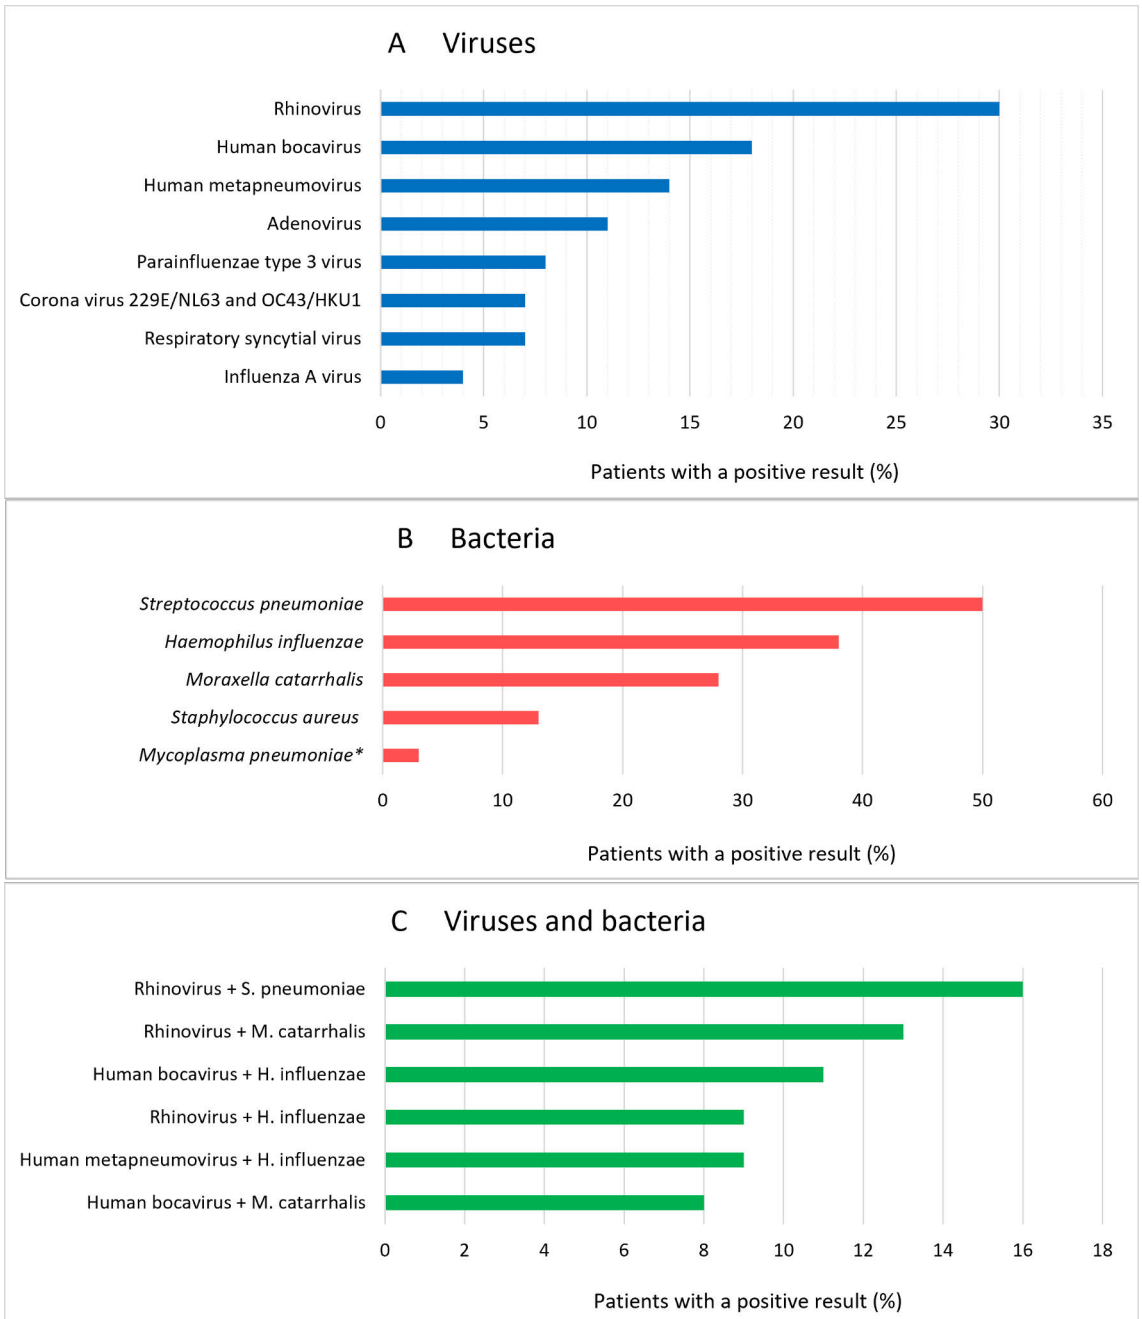 A Viruses
Rhinovirus
Human bocavirus
Human metapneumovirus
Adenovirus
Parainfluenzae type 3 virus
Corona virus 229E/NL63 and OC43/HKU1
Respiratory syncytial virus
Influenza A virus
0 5 10 15 20 25 30 35
Patients with a positive result (%)
B Bacteria
Streptococcus pneumoniae
Haemophilus influenzae
Moraxella catarrhalis
Staphylococcus aureus
Mycoplasma pneumoniae*
0 10 20 30 40 50 60
Patients with a positive result (%)
C Viruses and bacteria
Rhinovirus + S. pneumoniae
Rhinovirus + M. catarrhalis
Human bocavirus + H. influenzae
Rhinovirus + H. influenzae
Human metapneumovirus + H. influenzae
Human bocavirus + M. catarrhalis
0 2 4 6 8 10 12 14 16 18
Patients with a positive result (%)